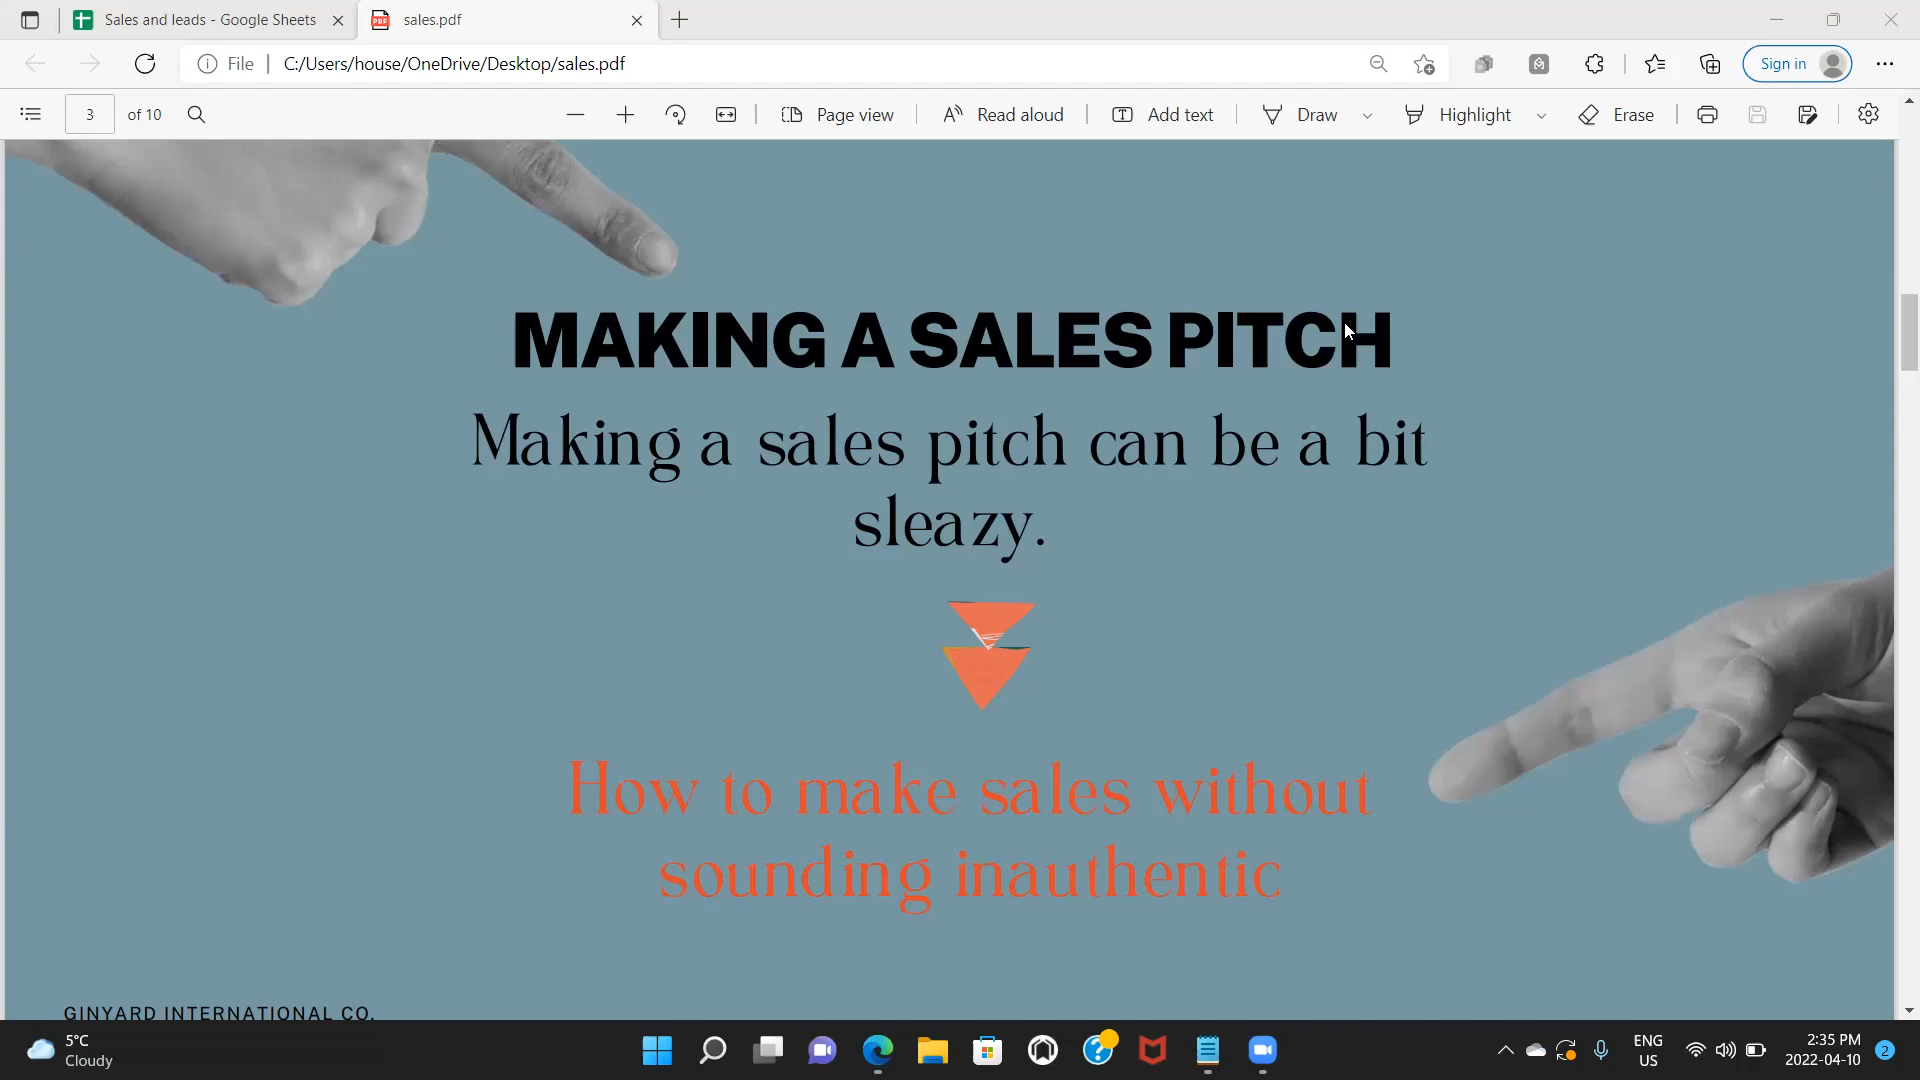 Sales and leads - Google Sheets
sales.pdf
File
C:/Users/house/OneDrive/Desktop/sales.pdf
Sign in
3 of 10
Page view
Read aloud
Add text
Draw
Highlight
Erase
MAKING A SALES PITCH
Making a sales pitch can be a bit
sleazy.
How to make sales without
sounding inauthentic
GINYARD INTERNATIONAL CO.
5°C
Cloudy
ENG
US
2:35 PM
2022-04-10
2